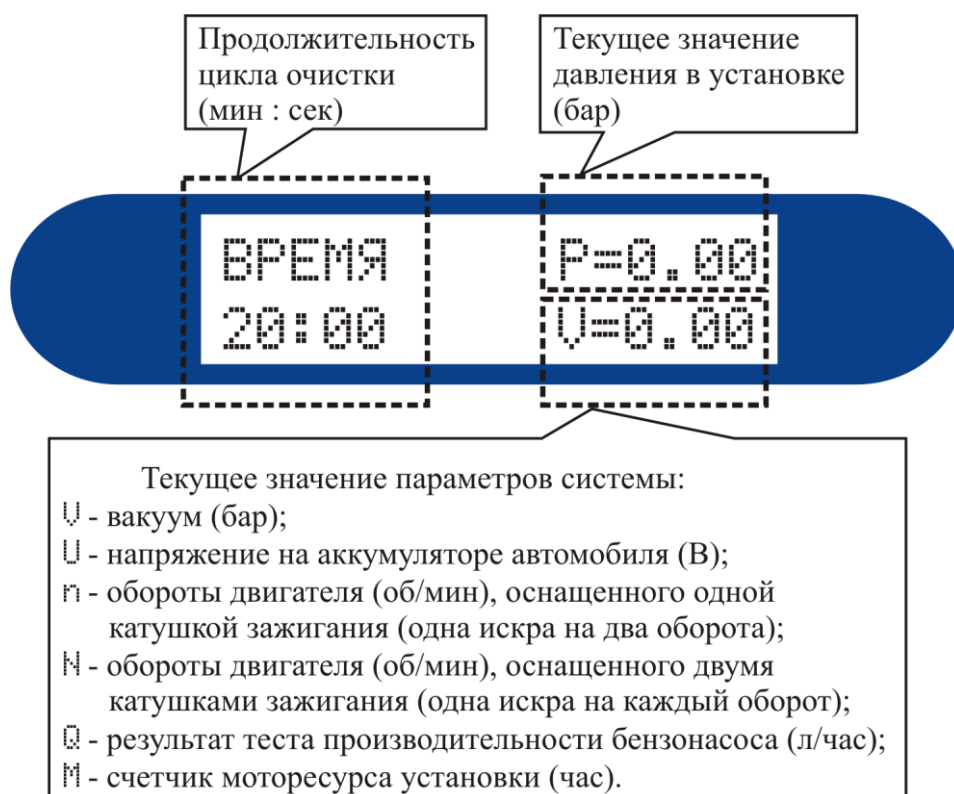 Продолжительность
цикла очистки
(мин : сек)
Текущее значение
давления в установке
(бар)
ВРЕМЯ
20:00
P=0.00
V=0.00
Текущее значение параметров системы:
V - вакуум (бар);
U - напряжение на аккумуляторе автомобиля (В);
n - обороты двигателя (об/мин), оснащенного одной
катушкой зажигания (одна искра на два оборота);
N - обороты двигателя (об/мин), оснащенного двумя
катушками зажигания (одна искра на каждый оборот);
Q - результат теста производительности бензонасоса (л/час);
M - счетчик моторесурса установки (час).